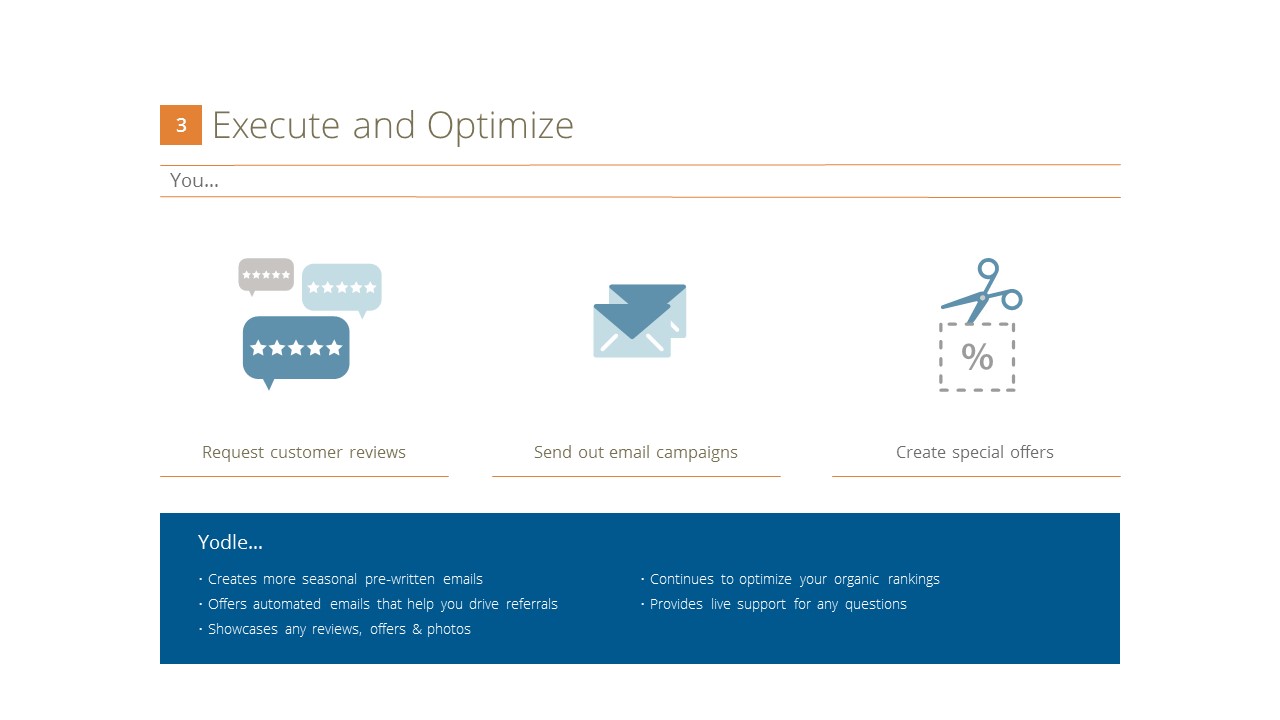 3 Execute and Optimize
You...
%
Request customer reviews
Send out email campaigns
Create special offers
Yodle...
· Creates more seasonal pre-written emails
· Offers automated emails that help you drive referrals
· Showcases any reviews, offers & photos
· Continues to optimize your organic rankings
· Provides live support for any questions